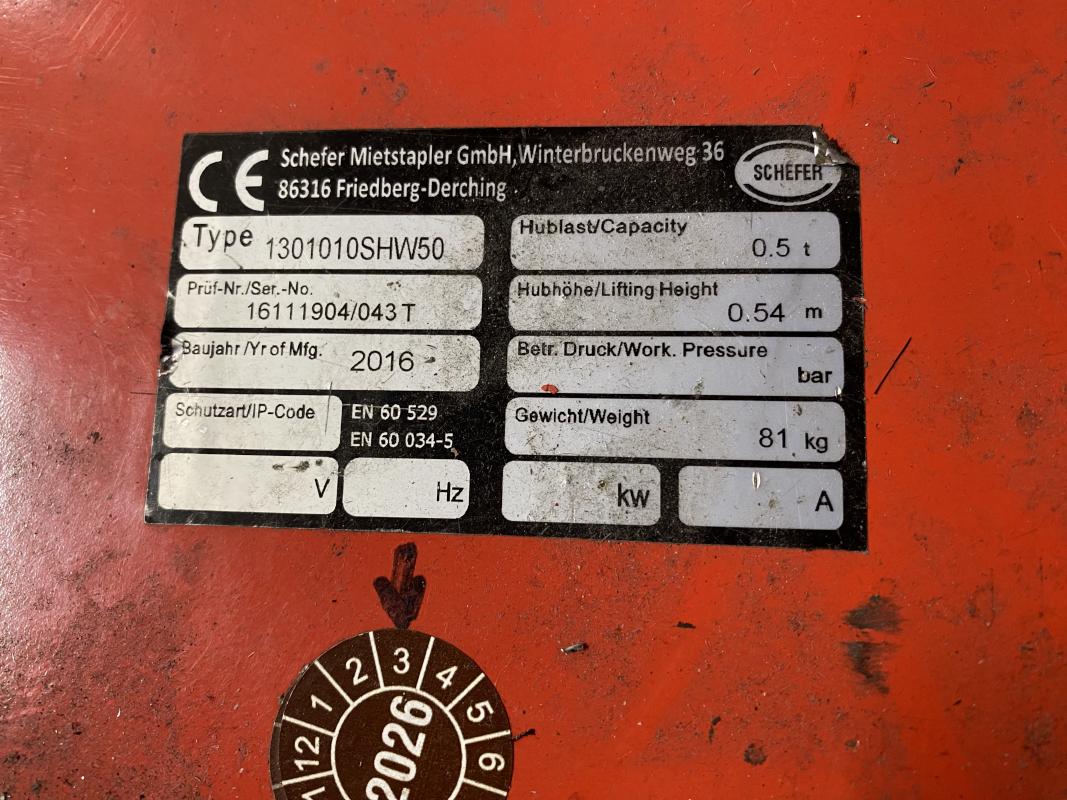 CE Schefer Mietstapler GmbH,Winterbruckenweg 36
86316 Friedberg-Derching
SCHEFER
Type 1301010SHW50
Hublast/Capacity
0.5 t
Prüf-Nr./Ser.-No.
16111904/043 T
Hubhöhe/Lifting Height
0.54 m
Baujahr/Yr of Mfg. 2016
Betr. Druck/Work. Pressure
bar
Schutzart/IP-Code
EN 60 529
EN 60 034-5
Gewicht/Weight
81 kg
V
Hz
kw
A
12 1 2 3 4 5 6
2026